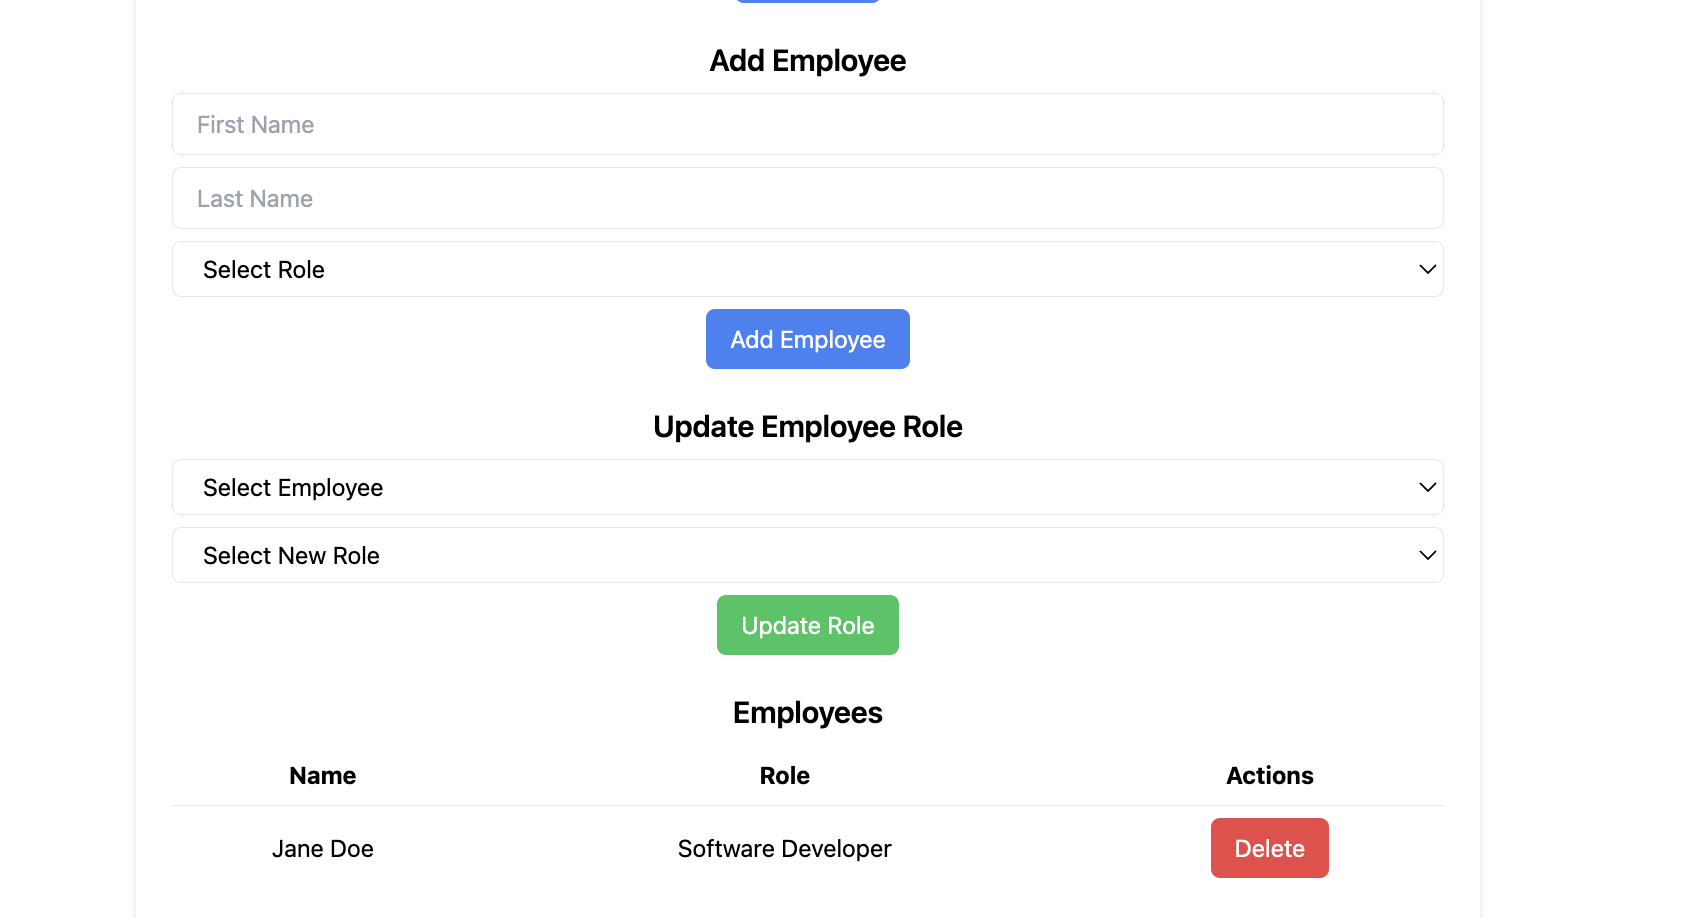 Add Employee
First Name
Last Name
Select Role
Add Employee
Update Employee Role
Select Employee
Select New Role
Update Role
Employees
Name Role Actions
Jane Doe Software Developer Delete